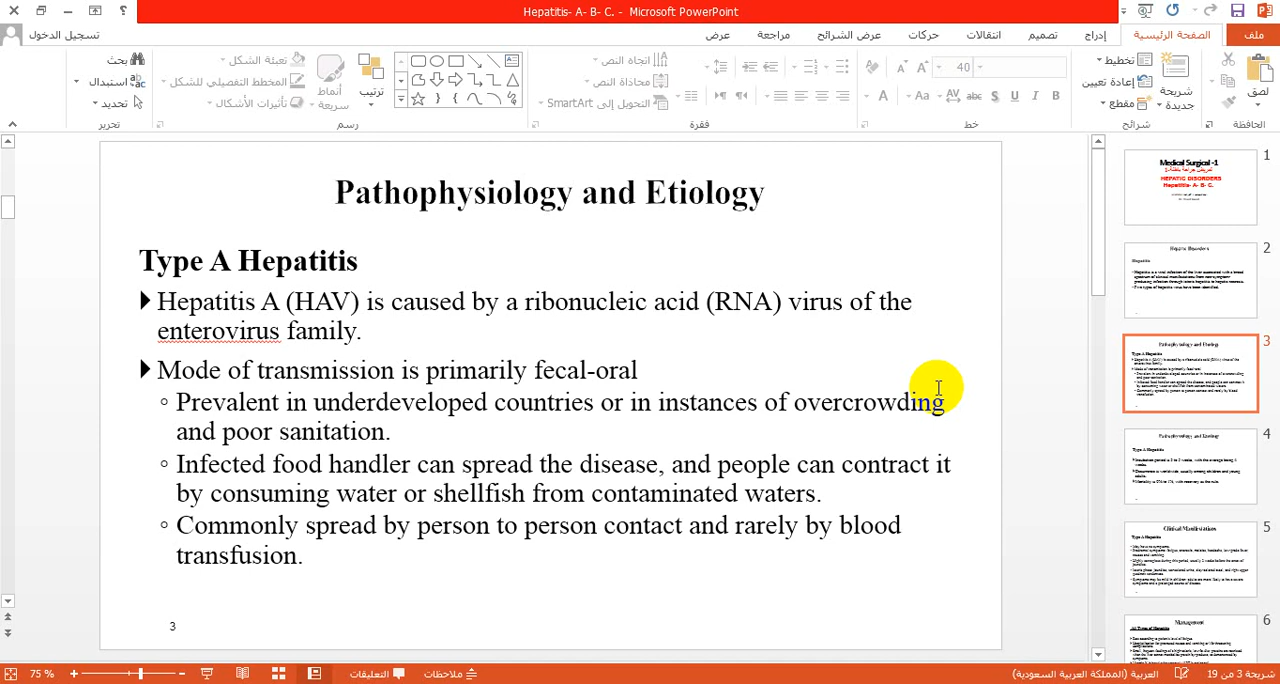 Hepatitis- A- B- C. - Microsoft PowerPoint
تسجيل الدخول
ملف
الصفحة الرئيسية
إدراج
تصميم
انتقالات
حركات
عرض الشرائح
مراجعة
عرض
لصق
الحافظة
شريحة جديدة
تخطيط
إعادة تعيين
مقطع
شرائح
40
B I U S abc AV Aa A
خط
اتجاه النص
محاذاة النص
التحويل إلى SmartArt
فقرة
ترتيب
أنماط سريعة
تعبئة الشكل
المخطط التفصيلي للشكل
تأثيرات الأشكال
رسم
بحث
استبدال
تحديد
تحرير
Pathophysiology and Etiology
Type A Hepatitis
Hepatitis A (HAV) is caused by a ribonucleic acid (RNA) virus of the
enterovirus family.
Mode of transmission is primarily fecal-oral
Prevalent in underdeveloped countries or in instances of overcrowding
and poor sanitation.
Infected food handler can spread the disease, and people can contract it
by consuming water or shellfish from contaminated waters.
Commonly spread by person to person contact and rarely by blood
transfusion.
3
1
Medical Surgical -1
HEPATIC DISORDERS
Hepatitis- A- B- C.
2
Hepatic Disorders
Hepatitis
3
Pathophysiology and Etiology
Type A Hepatitis
4
Pathophysiology and Etiology
Type A Hepatitis
5
Clinical Manifestations
Type A Hepatitis
6
Management
All Types of Hepatitis
شريحة 3 من 19
العربية (المملكة العربية السعودية)
ملاحظات
التعليقات
75 %